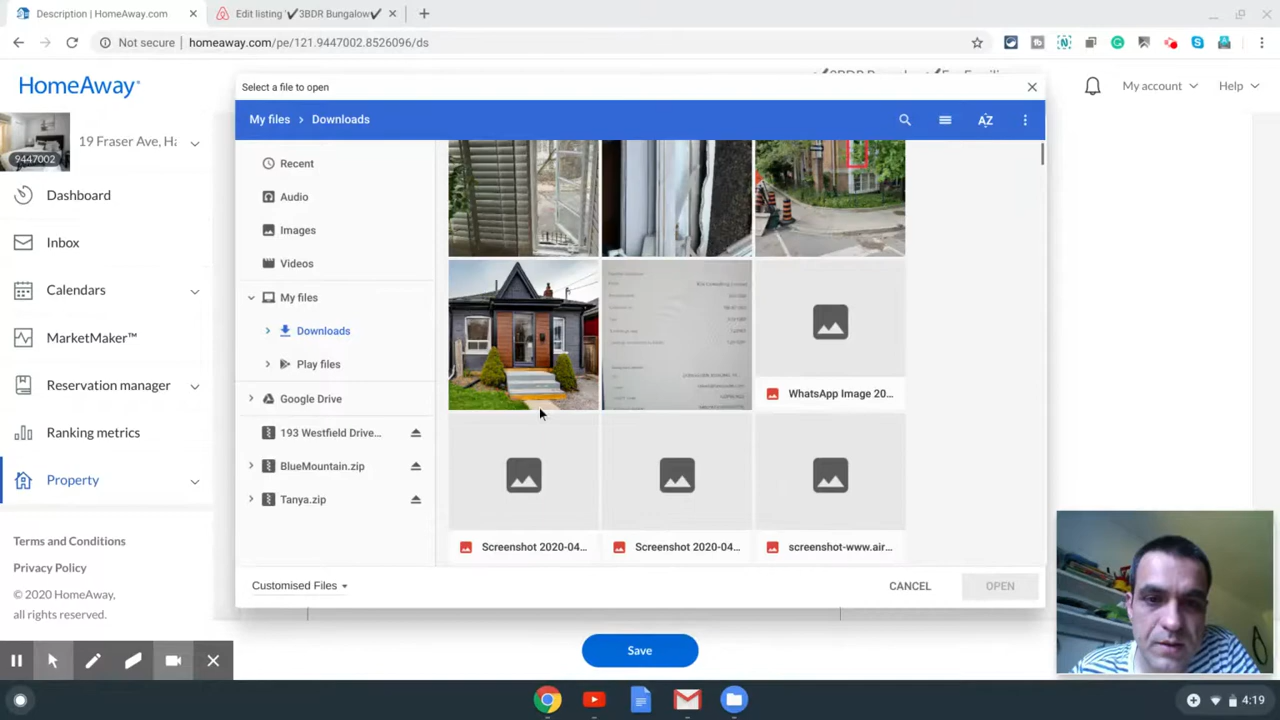 Description | HomeAway.com
Edit listing '✔3BDR Bungalow✔
Not secure
homeaway.com/pe/121.9447002.8526096/ds
HomeAway
My account
Help
9447002
19 Fraser Ave, Ha
Dashboard
Inbox
Calendars
MarketMaker™
Reservation manager
Ranking metrics
Property
Terms and Conditions
Privacy Policy
© 2020 HomeAway,
all rights reserved.
Select a file to open
My files > Downloads
AZ
Recent
Audio
Images
Videos
My files
Downloads
Play files
Google Drive
193 Westfield Drive...
BlueMountain.zip
Tanya.zip
WhatsApp Image 20...
Screenshot 2020-04...
Screenshot 2020-04...
screenshot-www.air...
Customised Files
CANCEL
OPEN
Save
4:19